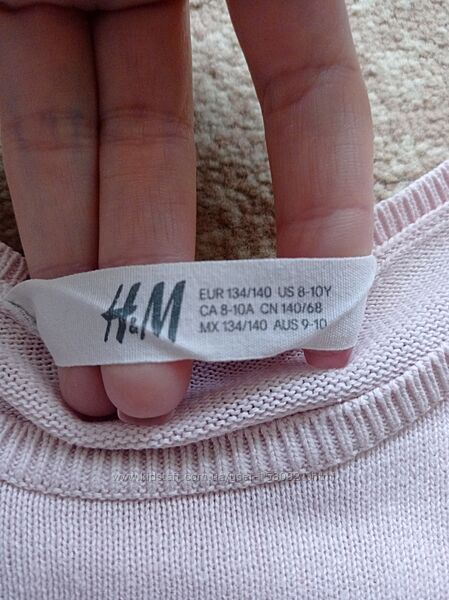 H&M
EUR 134/140 US 8-10Y
CA 8-10A CN 140/68
MX 134/140 AUS 9-10